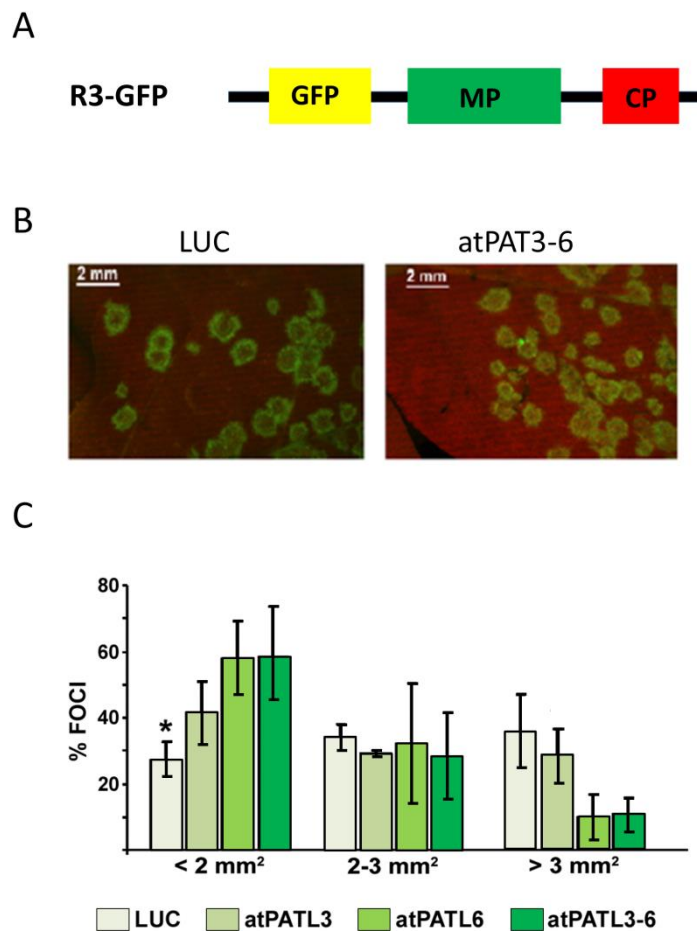 A
R3-GFP GFP MP CP
B
LUC atPAT3-6
2 mm 2 mm
C
80
60
40
20
% FOCI
*
< 2 mm² 2-3 mm² > 3 mm²
LUC atPATL3 atPATL6 atPATL3-6